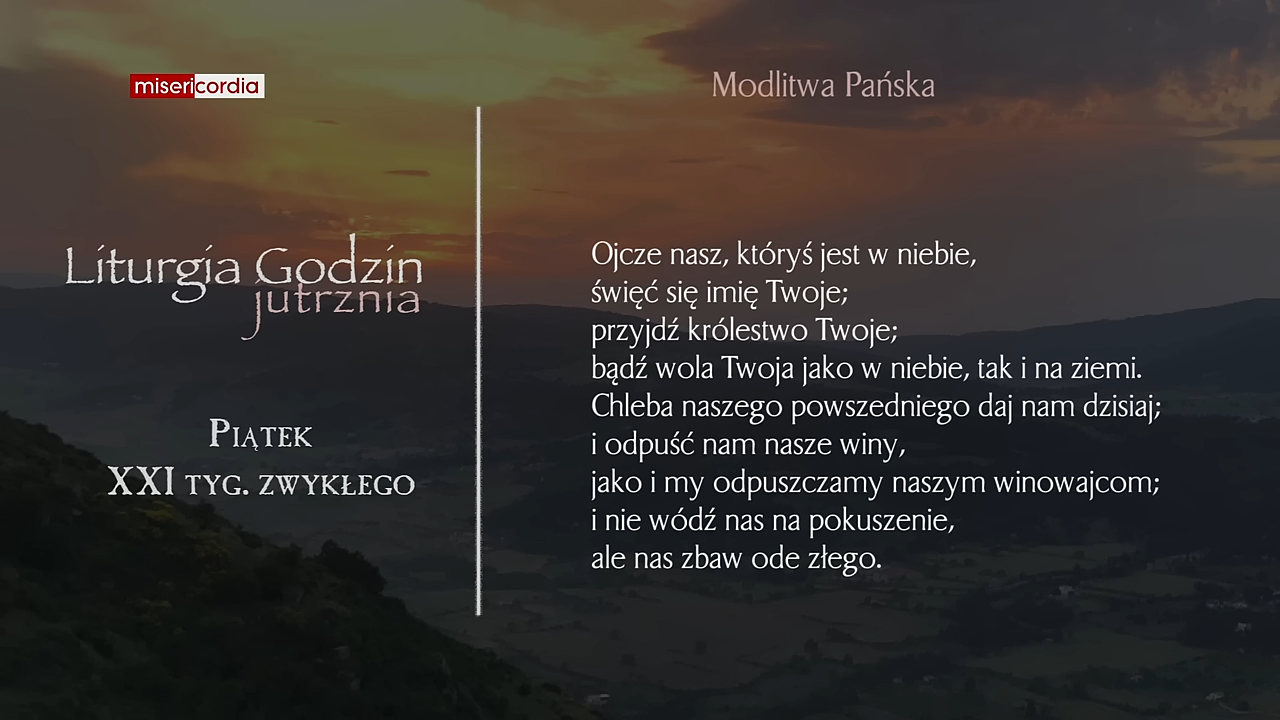 misericordia
Liturgia Godzin
jutrznia
Piątek
XXI tyg. zwykłego
Modlitwa Pańska
Ojcze nasz, któryś jest w niebie,
święć się imię Twoje;
przyjdź królestwo Twoje;
bądź wola Twoja jako w niebie, tak i na ziemi.
Chleba naszego powszedniego daj nam dzisiaj;
i odpuść nam nasze winy,
jako i my odpuszczamy naszym winowajcom;
i nie wódź nas na pokuszenie,
ale nas zbaw ode złego.